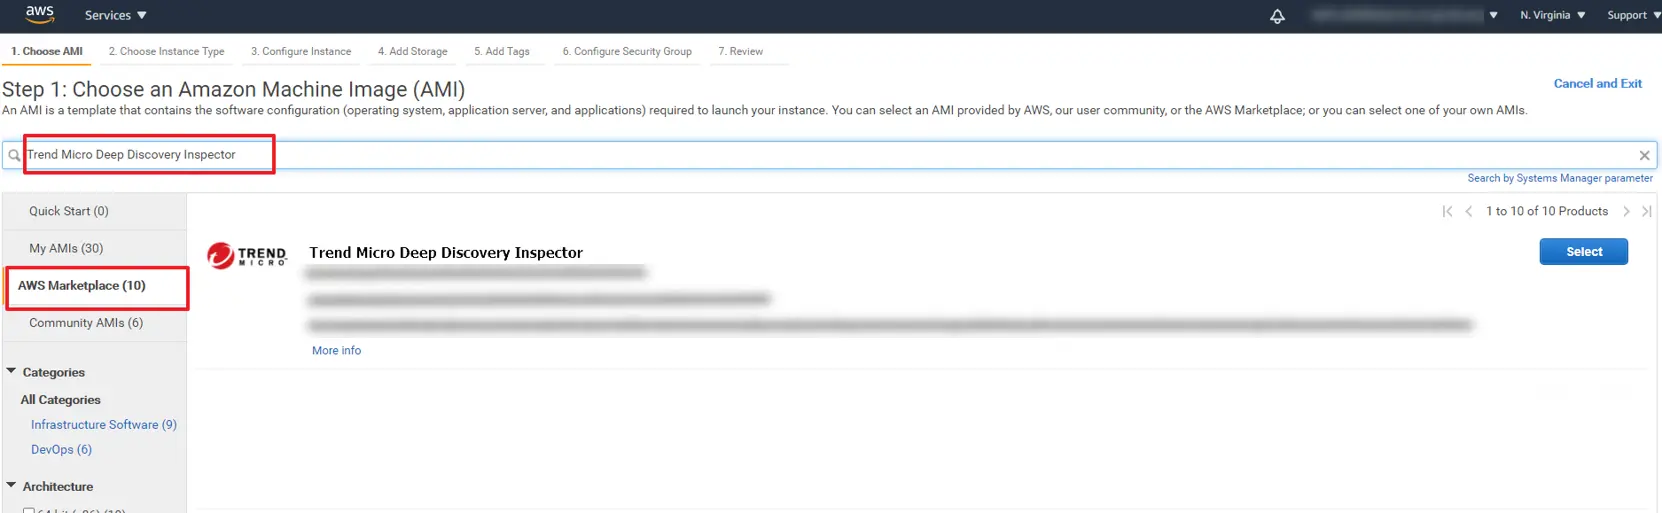 aws Services N. Virginia Support
1. Choose AMI 2. Choose Instance Type 3. Configure Instance 4. Add Storage 5. Add Tags 6. Configure Security Group 7. Review
Step 1: Choose an Amazon Machine Image (AMI) Cancel and Exit
An AMI is a template that contains the software configuration (operating system, application server, and applications) required to launch your instance. You can select an AMI provided by AWS, our user community, or the AWS Marketplace; or you can select one of your own AMIs.
Trend Micro Deep Discovery Inspector
Search by Systems Manager parameter
Quick Start (0)
1 to 10 of 10 Products
My AMIs (30)
AWS Marketplace (10)
Community AMIs (6)
TREND MICRO
Trend Micro Deep Discovery Inspector
Select
More info
Categories
All Categories
Infrastructure Software (9)
DevOps (6)
Architecture